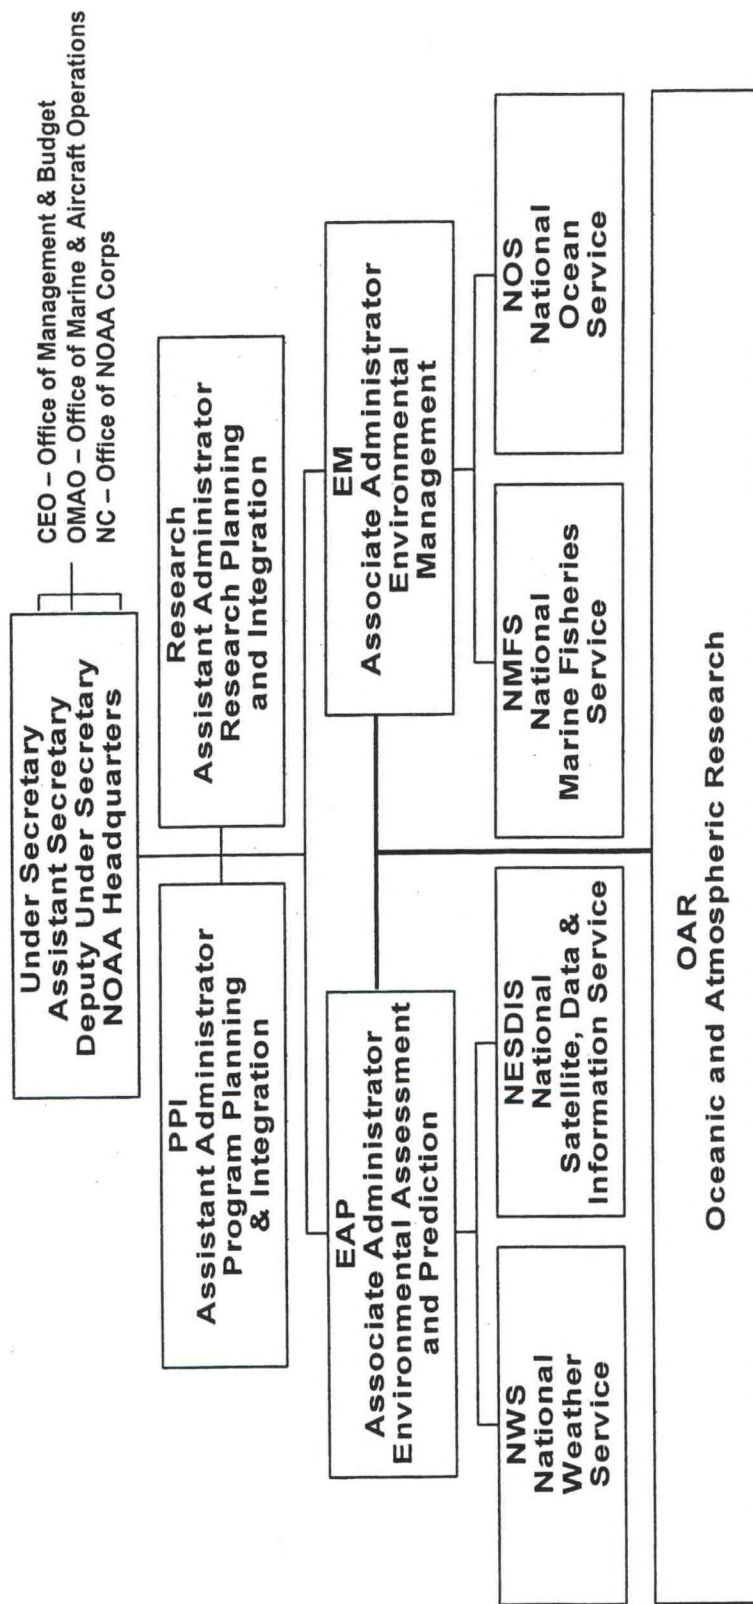 Under Secretary
Assistant Secretary
Deputy Under Secretary
NOAA Headquarters
CEO – Office of Management & Budget
OMAO – Office of Marine & Aircraft Operations
NC – Office of NOAA Corps
PPI
Assistant Administrator
Program Planning
& Integration
Research
Assistant Administrator
Research Planning
and Integration
EAP
Associate Administrator
Environmental Assessment
and Prediction
EM
Associate Administrator
Environmental
Management
NWS
National
Weather
Service
NESDIS
National
Satellite, Data &
Information Service
NMFS
National
Marine Fisheries
Service
NOS
National
Ocean
Service
OAR
Oceanic and Atmospheric Research